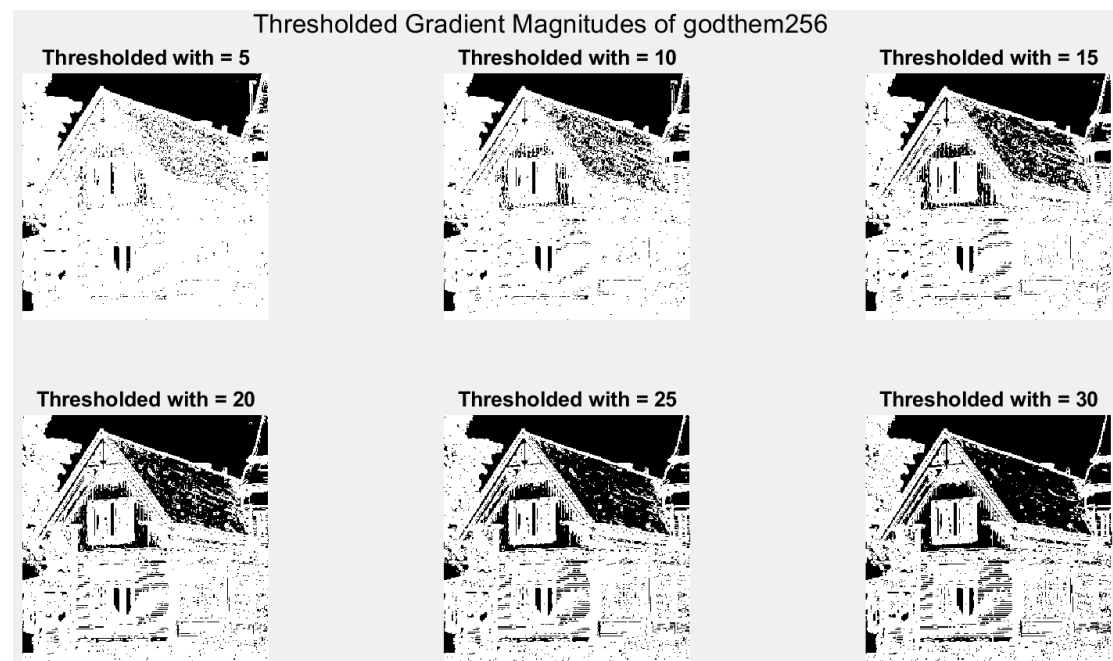 Thresholded Gradient Magnitudes of godthem256
Thresholded with = 5
Thresholded with = 10
Thresholded with = 15
Thresholded with = 20
Thresholded with = 25
Thresholded with = 30